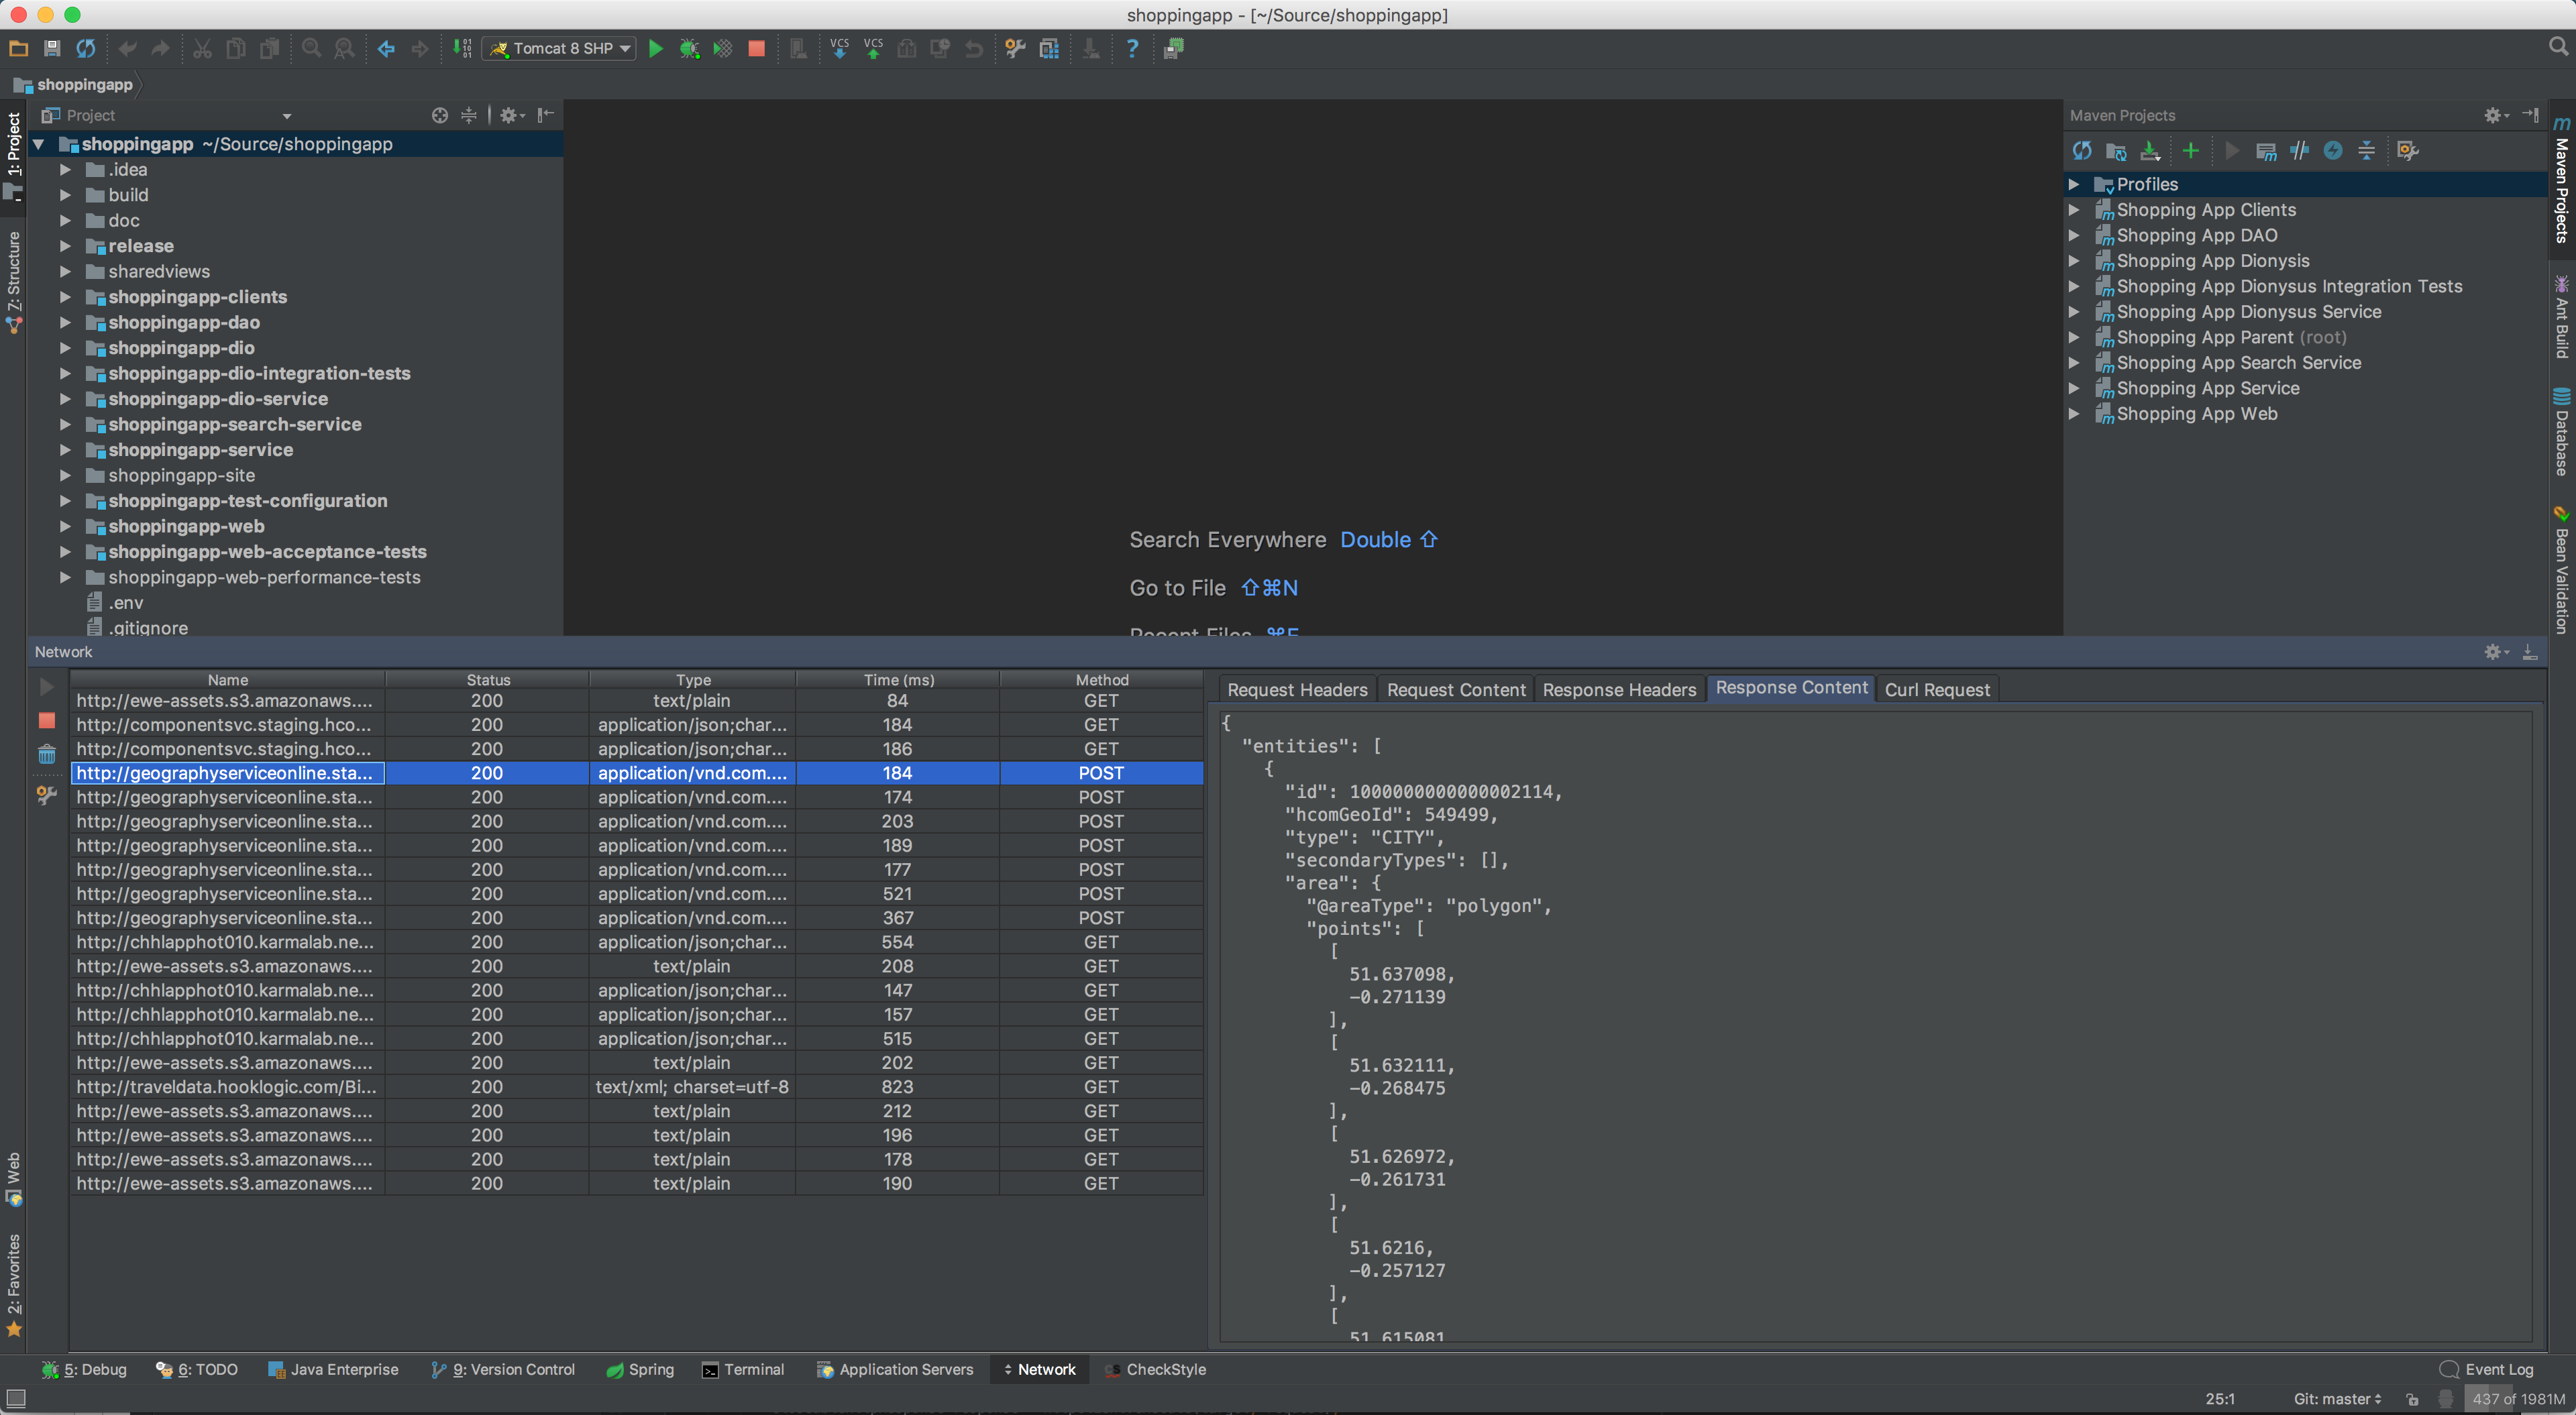 shoppingapp - [~/Source/shoppingapp]
Tomcat 8 SHP
VCS
VCS
shoppingapp
1: Project
Z: Structure
Web
2: Favorites
Project
shoppingapp ~/Source/shoppingapp
.idea
build
doc
release
sharedviews
shoppingapp-clients
shoppingapp-dao
shoppingapp-dio
shoppingapp-dio-integration-tests
shoppingapp-dio-service
shoppingapp-search-service
shoppingapp-service
shoppingapp-site
shoppingapp-test-configuration
shoppingapp-web
shoppingapp-web-acceptance-tests
shoppingapp-web-performance-tests
.env
.gitignore
Search Everywhere Double ⇧
Go to File ⇧⌘N
Recent Files ⌘E
Maven Projects
Profiles
Shopping App Clients
Shopping App DAO
Shopping App Dionysis
Shopping App Dionysus Integration Tests
Shopping App Dionysus Service
Shopping App Parent (root)
Shopping App Search Service
Shopping App Service
Shopping App Web
Maven Projects
Ant Build
Database
Bean Validation
Network
Name Status Type Time (ms) Method
http://ewe-assets.s3.amazonaws.... 200 text/plain 84 GET
http://componentsvc.staging.hco... 200 application/json;char... 184 GET
http://componentsvc.staging.hco... 200 application/json;char... 186 GET
http://geographyserviceonline.sta... 200 application/vnd.com.... 184 POST
http://geographyserviceonline.sta... 200 application/vnd.com.... 174 POST
http://geographyserviceonline.sta... 200 application/vnd.com.... 203 POST
http://geographyserviceonline.sta... 200 application/vnd.com.... 189 POST
http://geographyserviceonline.sta... 200 application/vnd.com.... 177 POST
http://geographyserviceonline.sta... 200 application/vnd.com.... 521 POST
http://geographyserviceonline.sta... 200 application/vnd.com.... 367 POST
http://chhlapphot010.karmalab.ne... 200 application/json;char... 554 GET
http://ewe-assets.s3.amazonaws.... 200 text/plain 208 GET
http://chhlapphot010.karmalab.ne... 200 application/json;char... 147 GET
http://chhlapphot010.karmalab.ne... 200 application/json;char... 157 GET
http://chhlapphot010.karmalab.ne... 200 application/json;char... 515 GET
http://ewe-assets.s3.amazonaws.... 200 text/plain 202 GET
http://traveldata.hooklogic.com/Bi... 200 text/xml; charset=utf-8 823 GET
http://ewe-assets.s3.amazonaws.... 200 text/plain 212 GET
http://ewe-assets.s3.amazonaws.... 200 text/plain 196 GET
http://ewe-assets.s3.amazonaws.... 200 text/plain 178 GET
http://ewe-assets.s3.amazonaws.... 200 text/plain 190 GET
Request Headers Request Content Response Headers Response Content Curl Request
{
"entities": [
{
"id": 1000000000000002114,
"hcomGeoId": 549499,
"type": "CITY",
"secondaryTypes": [],
"area": {
"@areaType": "polygon",
"points": [
[
51.637098,
-0.271139
],
[
51.632111,
-0.268475
],
[
51.626972,
-0.261731
],
[
51.6216,
-0.257127
],
[
51.615081
5: Debug 6: TODO Java Enterprise 9: Version Control Spring Terminal Application Servers Network CheckStyle Event Log
25:1 Git: master 437 of 1981M